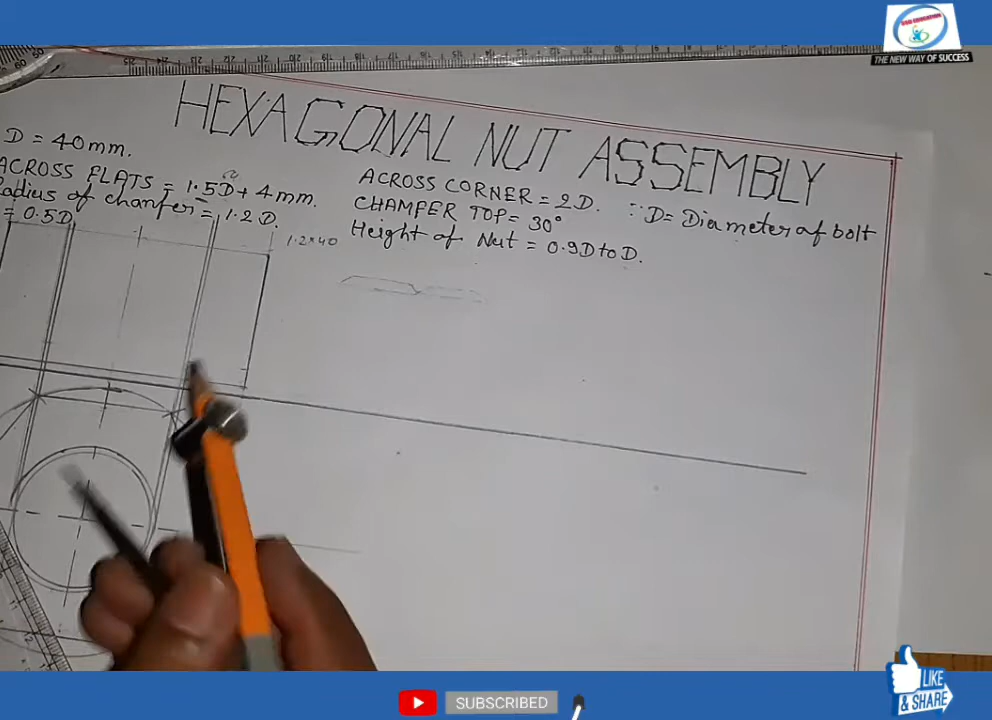 HEXAGONAL NUT ASSEMBLY
D = 40mm.
ACROSS FLATS = 1.5D + 4mm.
Radius of chamfer = 1.2D.
= 0.5D
ACROSS CORNER = 2D. ∵ D = Diameter of bolt
CHAMFER TOP = 30°
Height of Nut = 0.9D to D.
1.2×40
THE NEW WAY OF SUCCESS
SUBSCRIBED
LIKE
& SHARE